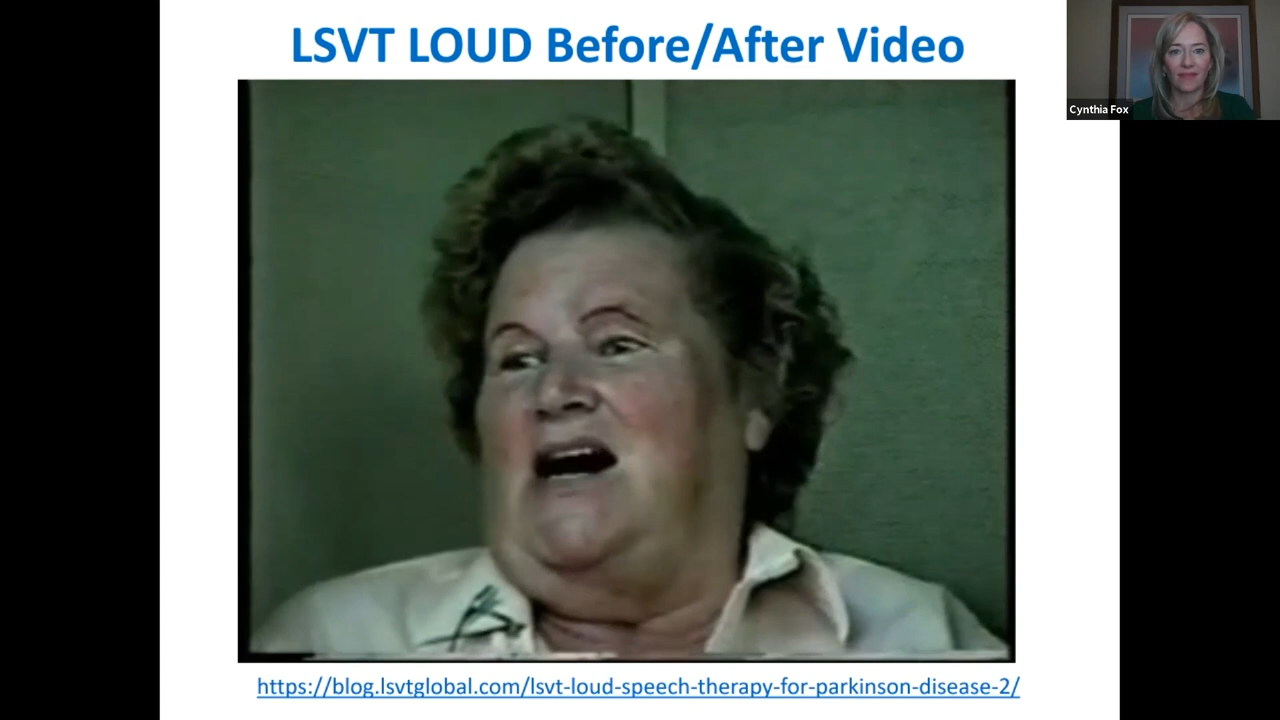 LSVT LOUD Before/After Video
Cynthia Fox
https://blog.lsvtglobal.com/lsvt-loud-speech-therapy-for-parkinson-disease-2/